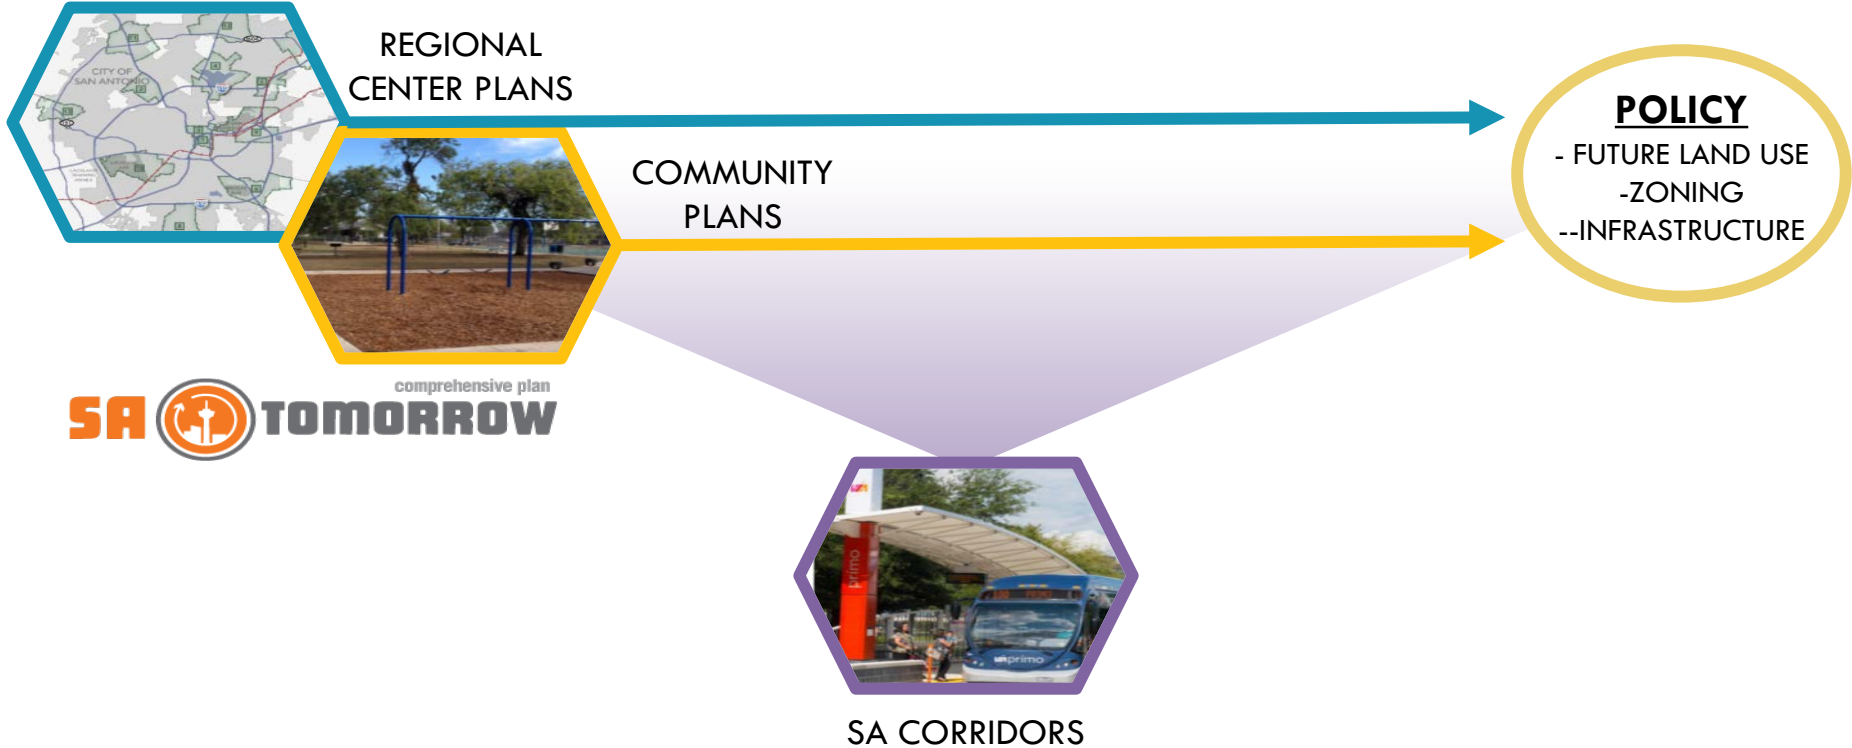 REGIONAL
CENTER PLANS
CITY OF
SAN ANTONIO
COMMUNITY
PLANS
POLICY
- FUTURE LAND USE
-ZONING
--INFRASTRUCTURE
comprehensive plan
SA TOMORROW
primo
primo
SA CORRIDORS